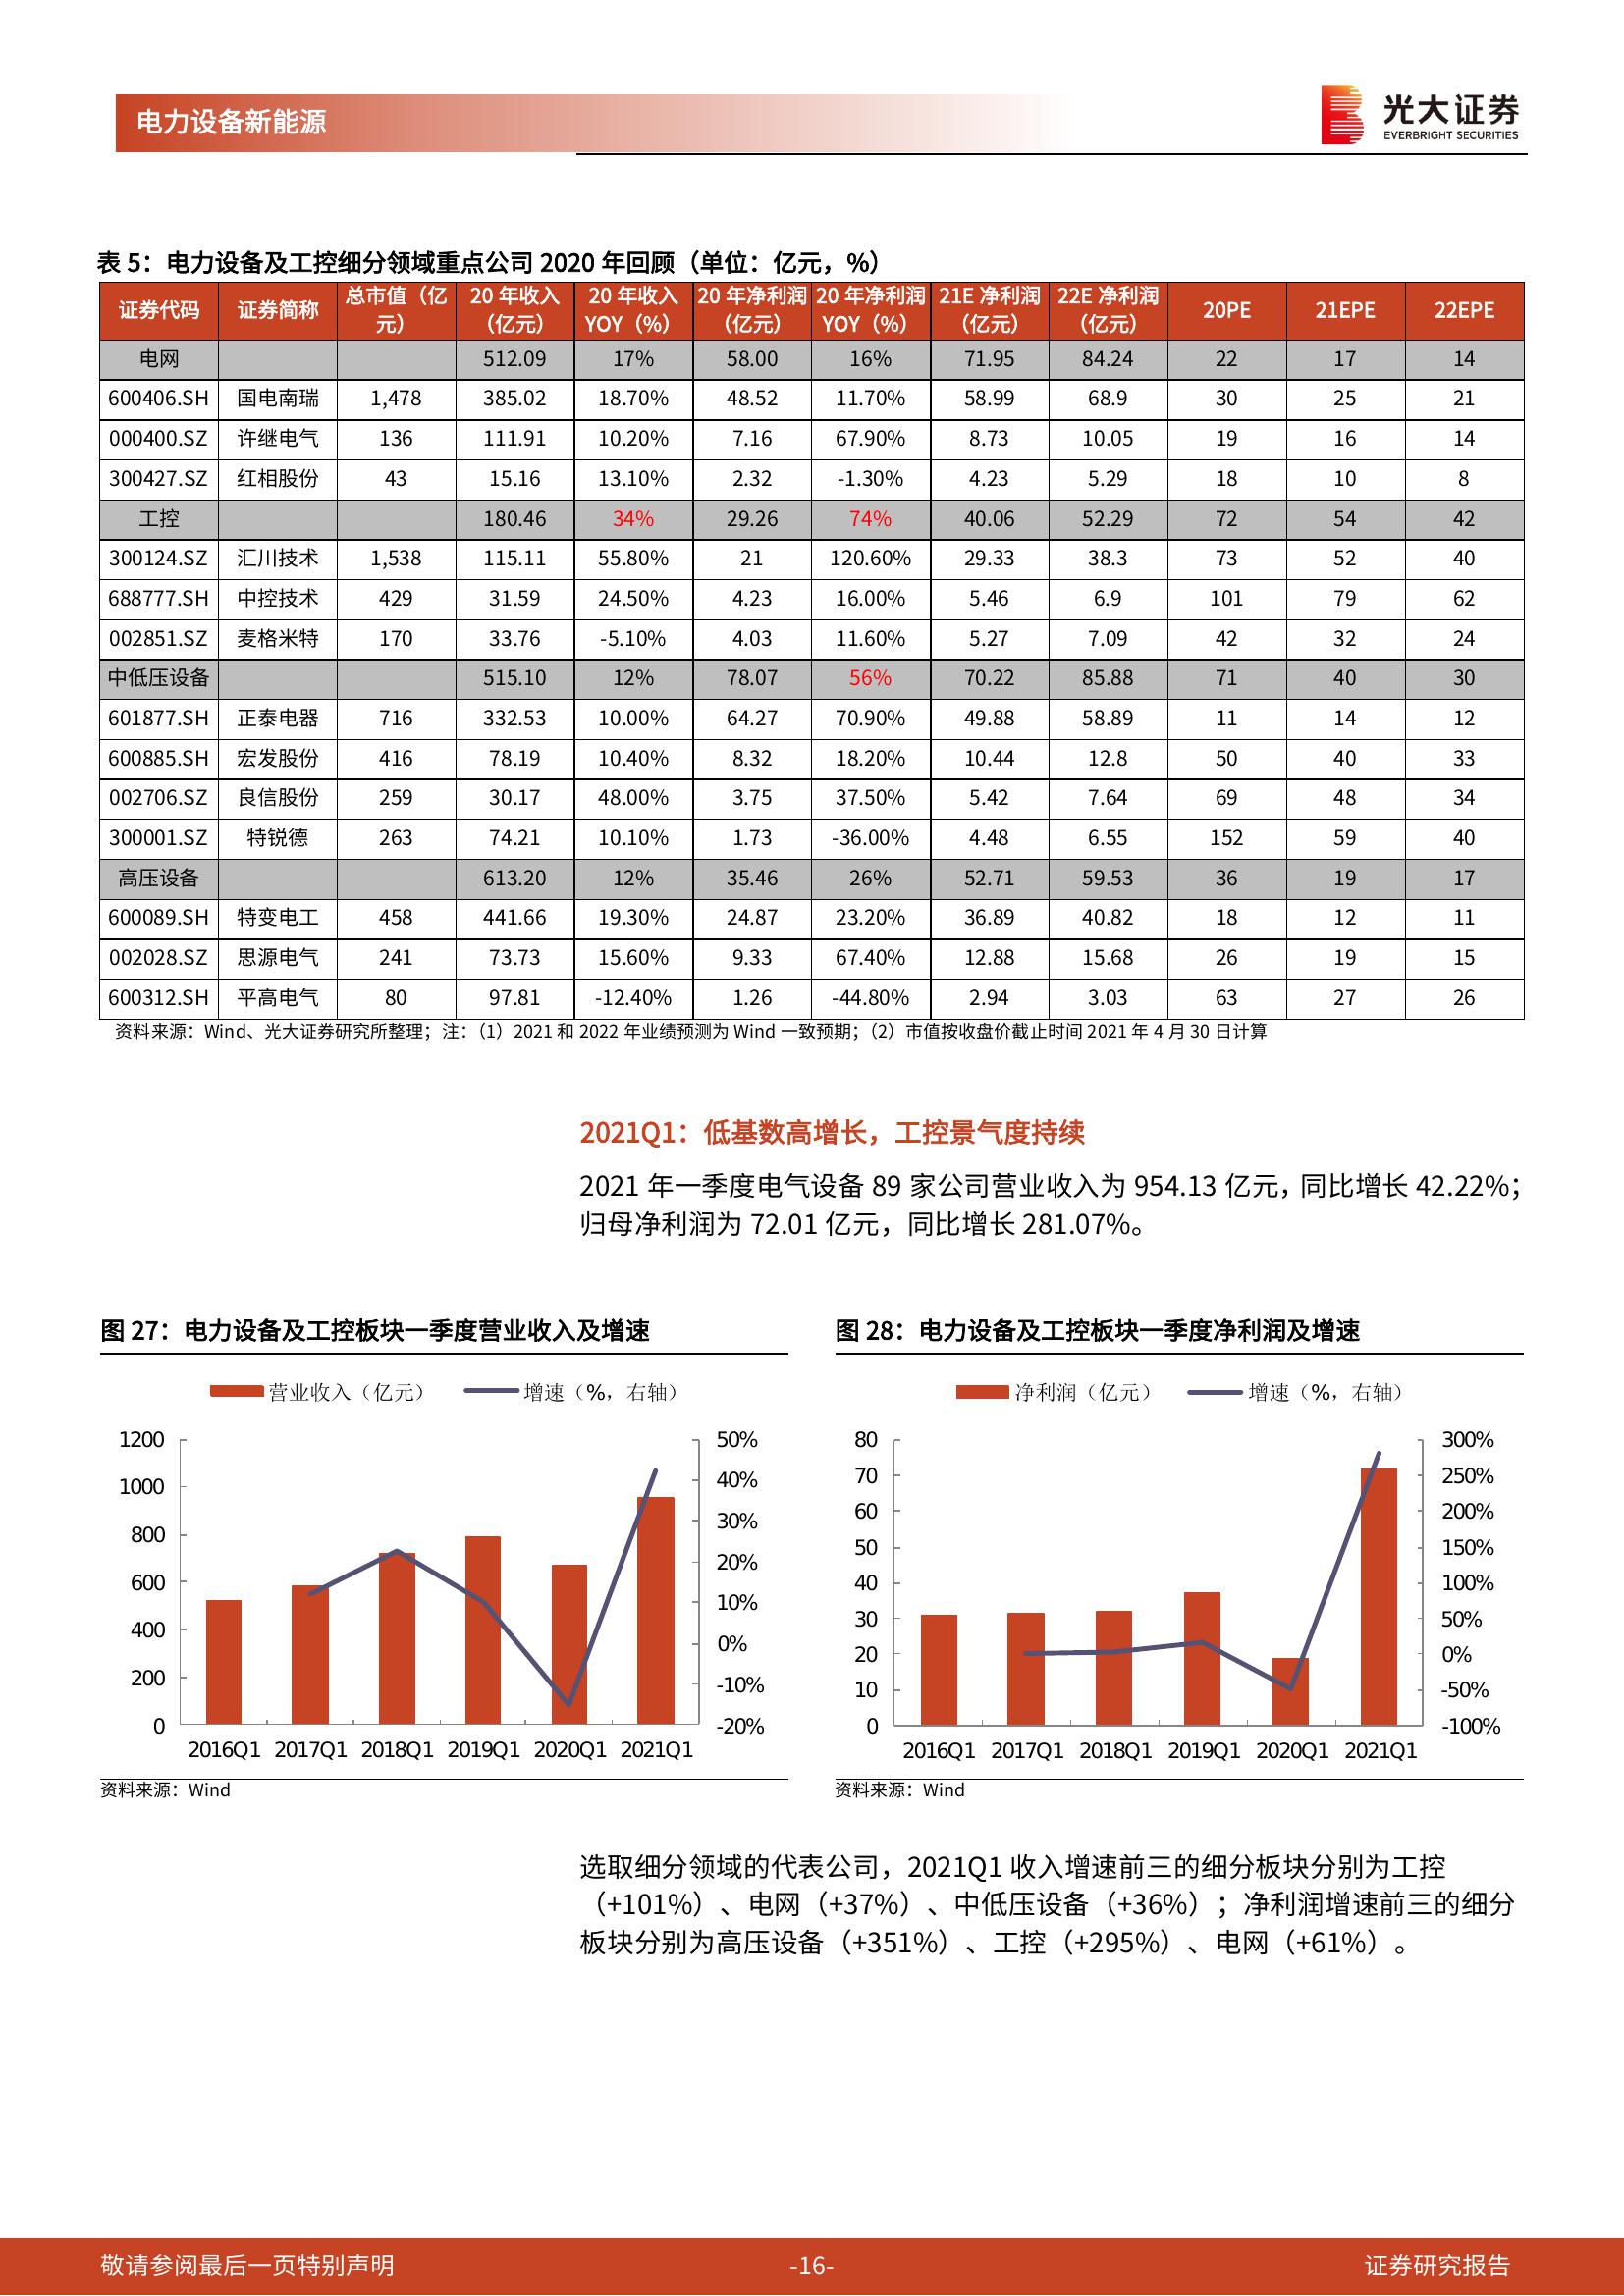 电力设备新能源
光大证券
EVERBRIGHT SECURITIES
表 5：电力设备及工控细分领域重点公司 2020 年回顾（单位：亿元，%）
证券代码 证券简称 总市值（亿元） 20 年收入（亿元） 20 年收入YOY（%） 20 年净利润（亿元） 20 年净利润YOY（%） 21E 净利润（亿元） 22E 净利润（亿元） 20PE 21EPE 22EPE
电网 512.09 17% 58.00 16% 71.95 84.24 22 17 14
600406.SH 国电南瑞 1,478 385.02 18.70% 48.52 11.70% 58.99 68.9 30 25 21
000400.SZ 许继电气 136 111.91 10.20% 7.16 67.90% 8.73 10.05 19 16 14
300427.SZ 红相股份 43 15.16 13.10% 2.32 -1.30% 4.23 5.29 18 10 8
工控 180.46 34% 29.26 74% 40.06 52.29 72 54 42
300124.SZ 汇川技术 1,538 115.11 55.80% 21 120.60% 29.33 38.3 73 52 40
688777.SH 中控技术 429 31.59 24.50% 4.23 16.00% 5.46 6.9 101 79 62
002851.SZ 麦格米特 170 33.76 -5.10% 4.03 11.60% 5.27 7.09 42 32 24
中低压设备 515.10 12% 78.07 56% 70.22 85.88 71 40 30
601877.SH 正泰电器 716 332.53 10.00% 64.27 70.90% 49.88 58.89 11 14 12
600885.SH 宏发股份 416 78.19 10.40% 8.32 18.20% 10.44 12.8 50 40 33
002706.SZ 良信股份 259 30.17 48.00% 3.75 37.50% 5.42 7.64 69 48 34
300001.SZ 特锐德 263 74.21 10.10% 1.73 -36.00% 4.48 6.55 152 59 40
高压设备 613.20 12% 35.46 26% 52.71 59.53 36 19 17
600089.SH 特变电工 458 441.66 19.30% 24.87 23.20% 36.89 40.82 18 12 11
002028.SZ 思源电气 241 73.73 15.60% 9.33 67.40% 12.88 15.68 26 19 15
600312.SH 平高电气 80 97.81 -12.40% 1.26 -44.80% 2.94 3.03 63 27 26
资料来源：Wind、光大证券研究所整理；注：（1）2021 和 2022 年业绩预测为 Wind 一致预期；（2）市值按收盘价截止时间 2021 年 4 月 30 日计算
2021Q1：低基数高增长，工控景气度持续
2021 年一季度电气设备 89 家公司营业收入为 954.13 亿元，同比增长 42.22%；
归母净利润为 72.01 亿元，同比增长 281.07%。
图 27：电力设备及工控板块一季度营业收入及增速
营业收入（亿元） 增速（%，右轴）
1200 50%
1000 40%
800 30%
600 20%
400 10%
200 0%
0 -10%
-20%
2016Q1 2017Q1 2018Q1 2019Q1 2020Q1 2021Q1
资料来源：Wind
图 28：电力设备及工控板块一季度净利润及增速
净利润（亿元） 增速（%，右轴）
80 300%
70 250%
60 200%
50 150%
40 100%
30 50%
20 0%
10 -50%
0 -100%
2016Q1 2017Q1 2018Q1 2019Q1 2020Q1 2021Q1
资料来源：Wind
选取细分领域的代表公司，2021Q1 收入增速前三的细分板块分别为工控
（+101%）、电网（+37%）、中低压设备（+36%）；净利润增速前三的细分
板块分别为高压设备（+351%）、工控（+295%）、电网（+61%）。
敬请参阅最后一页特别声明 -16- 证券研究报告